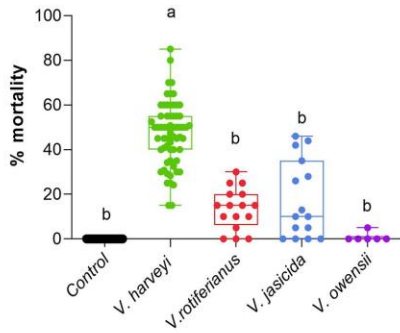 a
100
80
60
40
20
0
% mortality
b
b
b
b
Control
V. harveyi
V.rotiferianus
V. jasicida
V. owensii